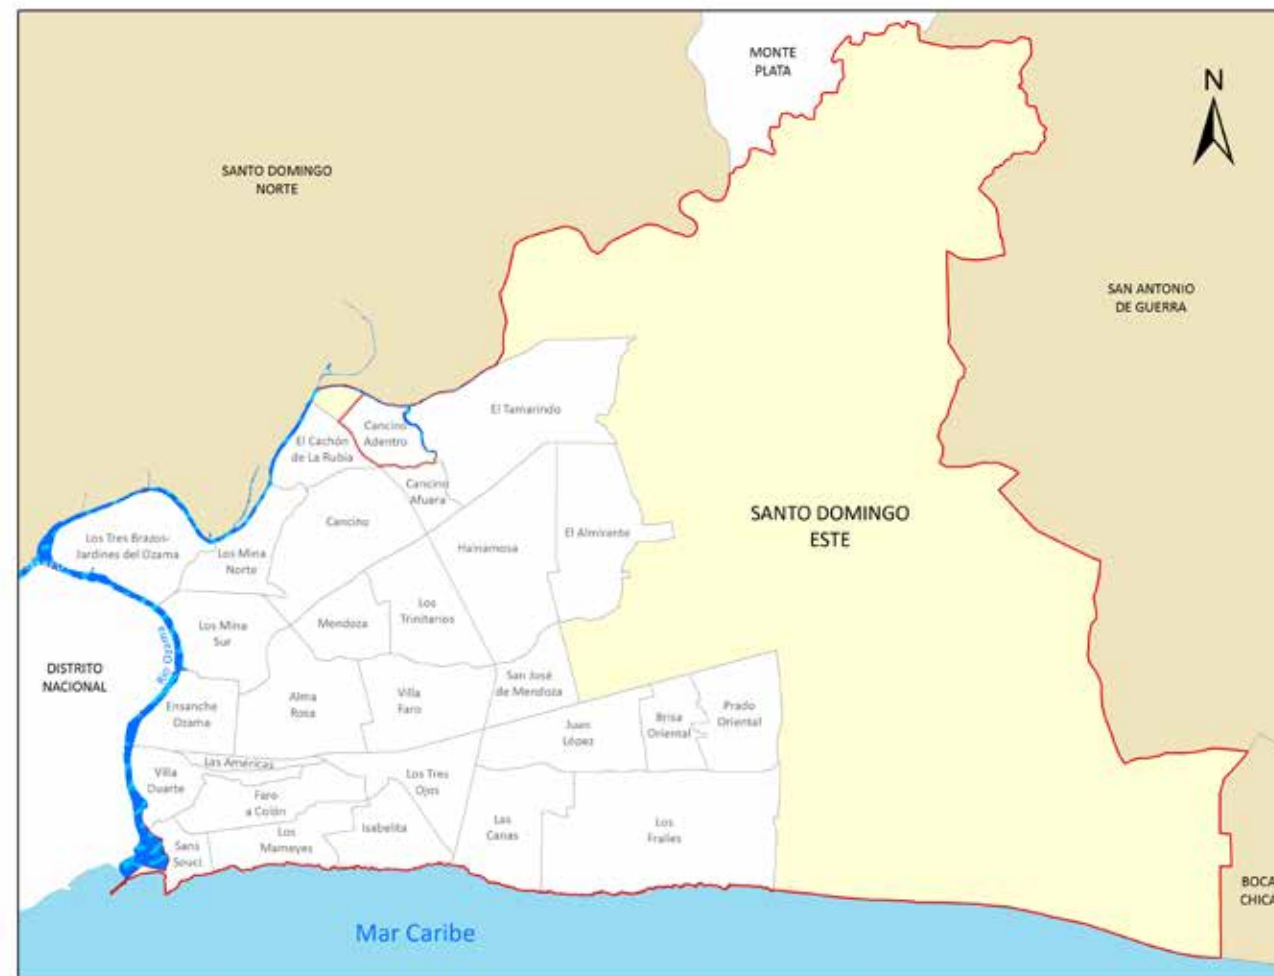 MONTE
PLATA
N
SANTO DOMINGO
NORTE
SAN ANTONIO
DE GUERRA
El Tamarindo
Cancino
Adentro
El Cachón
de La Rubia
Cancino
Afuera
SANTO DOMINGO
ESTE
Cancino
El Almirante
Hainamosa
Los Tres Brazos-
Jardines del Ozama
Los Mina
Norte
Los
Trinitarios
Mendoza
Los Mina
Sur
Río Ozama
DISTRITO
NACIONAL
San José
de Mendoza
Alma
Rosa
Villa
Faro
Ensanche
Ozama
Prado
Oriental
Brisa
Oriental
Juan
López
Las Américas
Villa
Duarte
Los Tres
Ojos
Faro
a Colón
Las
Canas
Los
Frailes
Isabelita
Los
Mameyes
Sans
Souci
BOCA
CHICA
Mar Caribe